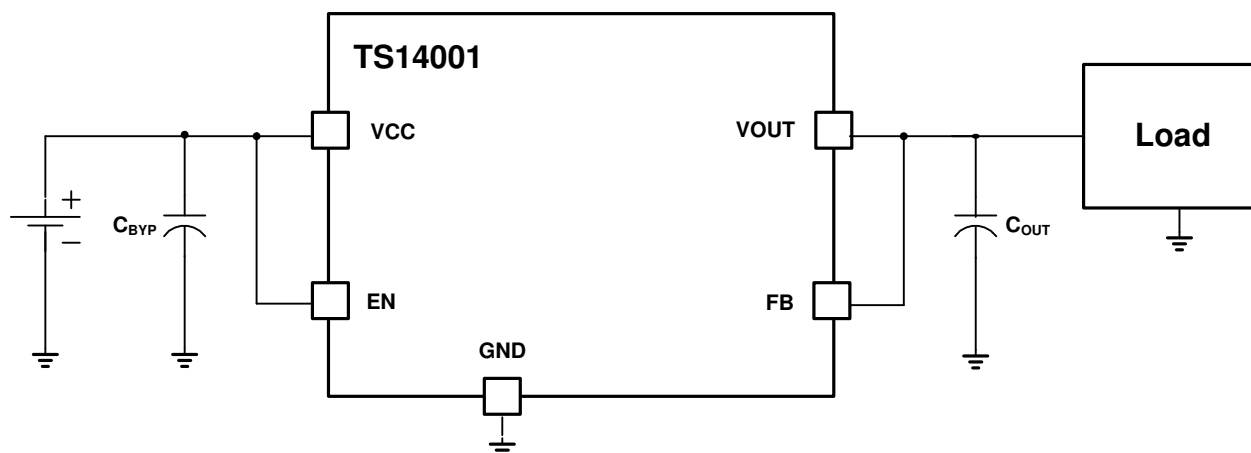 TS14001
VCC
VOUT
Load
+
−
CBYP
COUT
EN
FB
GND